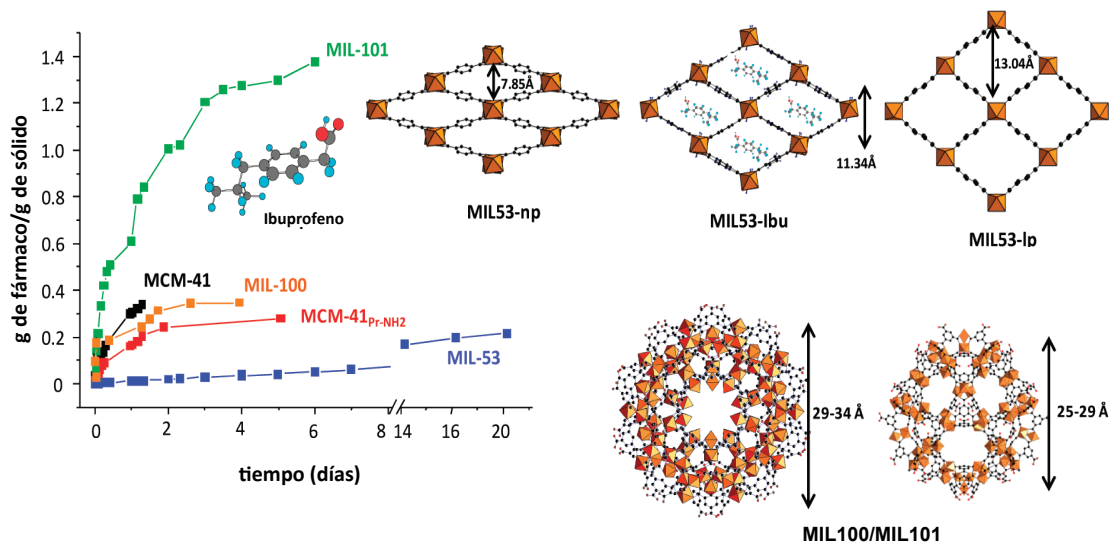 g de fármaco/g de sólido
1.4
1.2
1.0
0.8
0.6
0.4
0.2
0
0
2
4
6
8
14
16
20
tiempo (días)
MIL-101
Ibuprofeno
MCM-41
MIL-100
MCM-41Pr-NH2
MIL-53
7.85Å
MIL53-np
11.34Å
MIL53-Ibu
13.04Å
MIL53-lp
29-34 Å
25-29 Å
MIL100/MIL101